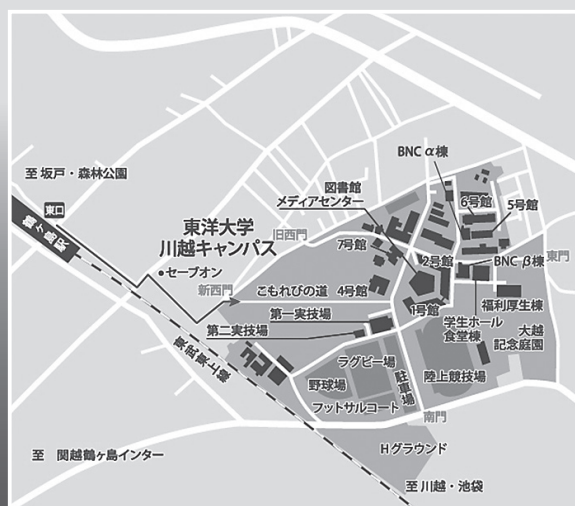 至 坂戸・森林公園
東口
鶴ヶ島駅
東洋大学
川越キャンパス
セーブオン
新西門
旧西門
図書館
メディアセンター
BNC α棟
6号館
5号館
7号館
2号館
東門
BNC β棟
こもれびの道
4号館
1号館
福利厚生棟
学生ホール
食堂棟
大越
記念庭園
第一実技場
第二実技場
東武東上線
ラグビー場
野球場
駐車場
陸上競技場
フットサルコート
南門
Hグラウンド
至 関越鶴ヶ島インター
至 川越・池袋